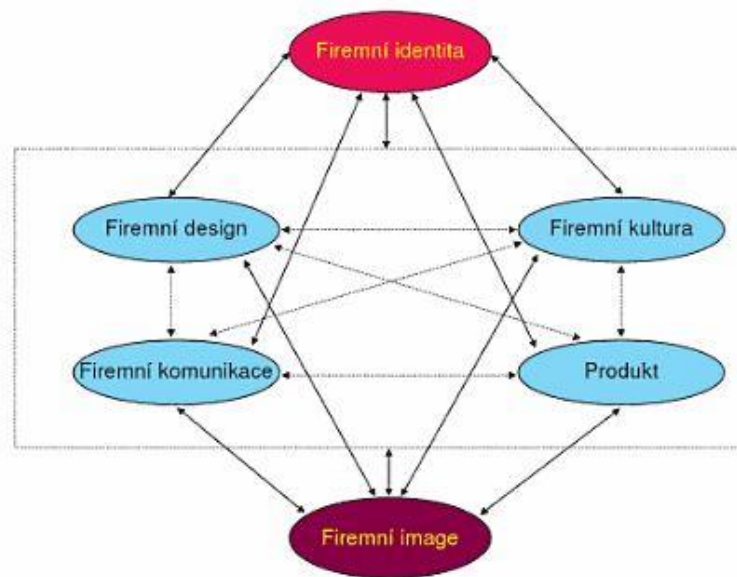 Firemní identita
Firemní design
Firemní kultura
Firemní komunikace
Produkt
Firemní image